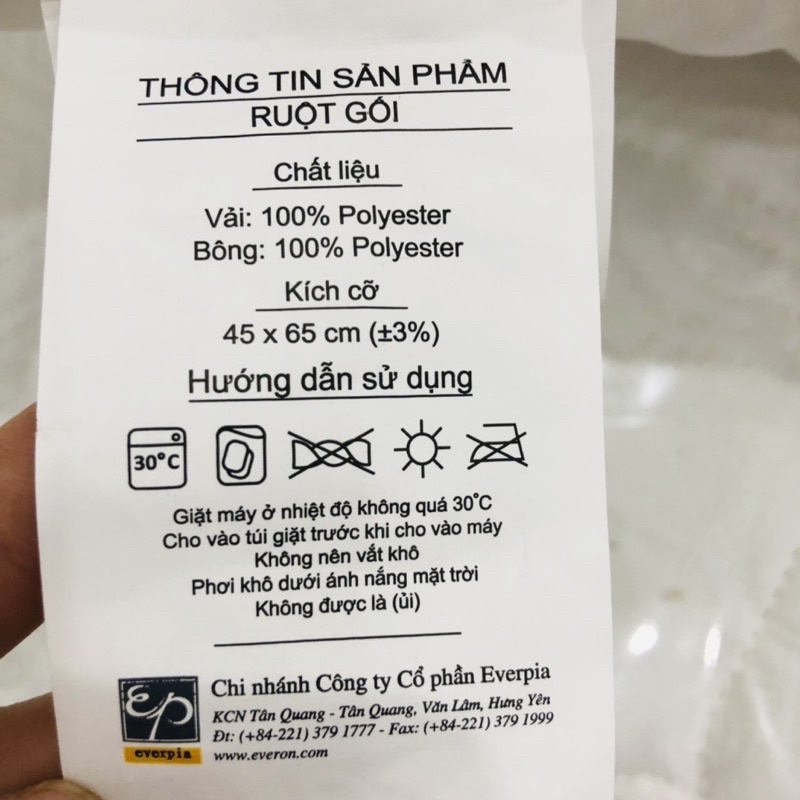 THÔNG TIN SẢN PHẨM
RUỘT GỐI
Chất liệu
Vải: 100% Polyester
Bông: 100% Polyester
Kích cỡ
45 x 65 cm (±3%)
Hướng dẫn sử dụng
30°C
Giặt máy ở nhiệt độ không quá 30°C
Cho vào túi giặt trước khi cho vào máy
Không nên vắt khô
Phơi khô dưới ánh nắng mặt trời
Không được là (ủi)
Chi nhánh Công ty Cổ phần Everpia
KCN Tân Quang - Tân Quang, Văn Lâm, Hưng Yên
Đt: (+84-221) 379 1777 - Fax: (+84-221) 379 1999
www.everon.com
ep
everpia